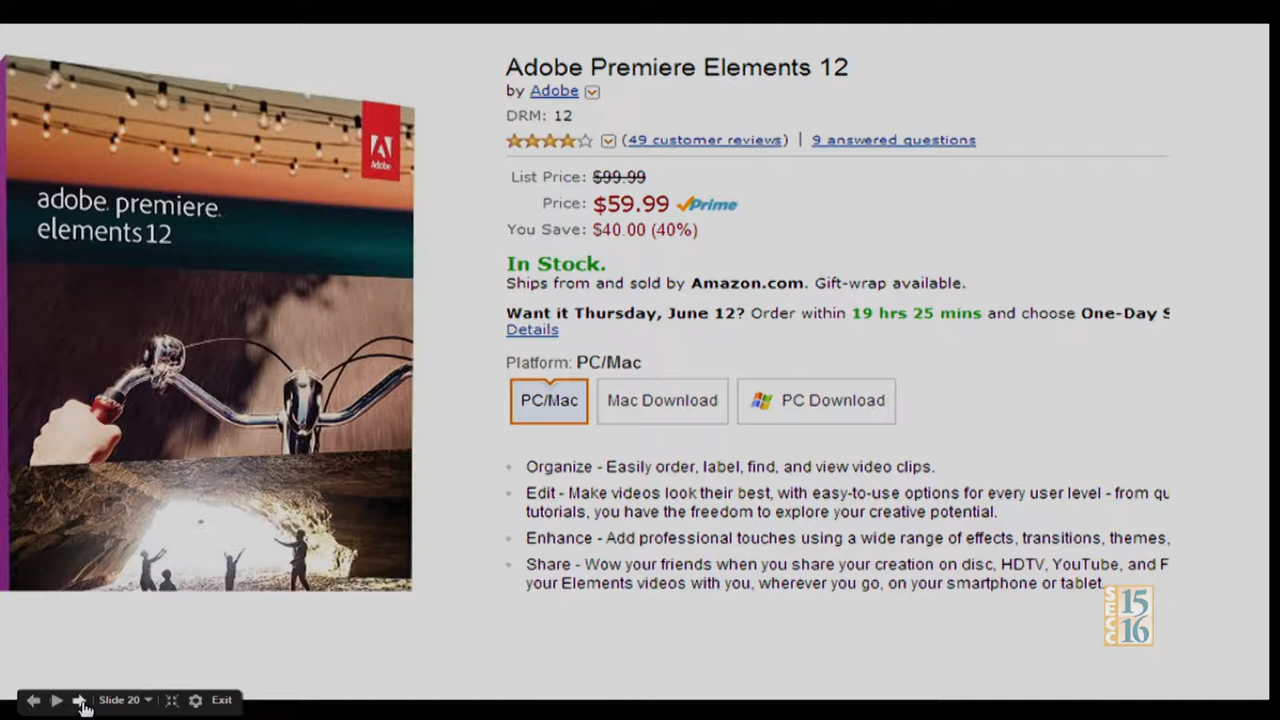 Adobe Premiere Elements 12
by Adobe
DRM: 12
(49 customer reviews) | 9 answered questions
List Price: $99.99
Price: $59.99 Prime
You Save: $40.00 (40%)
In Stock.
Ships from and sold by Amazon.com. Gift-wrap available.
Want it Thursday, June 12? Order within 19 hrs 25 mins and choose One-Day S
Details
Platform: PC/Mac
PC/Mac
Mac Download
PC Download
Organize - Easily order, label, find, and view video clips.
Edit - Make videos look their best, with easy-to-use options for every user level - from qu
tutorials, you have the freedom to explore your creative potential.
Enhance - Add professional touches using a wide range of effects, transitions, themes,
Share - Wow your friends when you share your creation on disc, HDTV, YouTube, and F
your Elements videos with you, wherever you go, on your smartphone or tablet.
Adobe
adobe premiere
elements 12
SECC
15
16
Slide 20
Exit